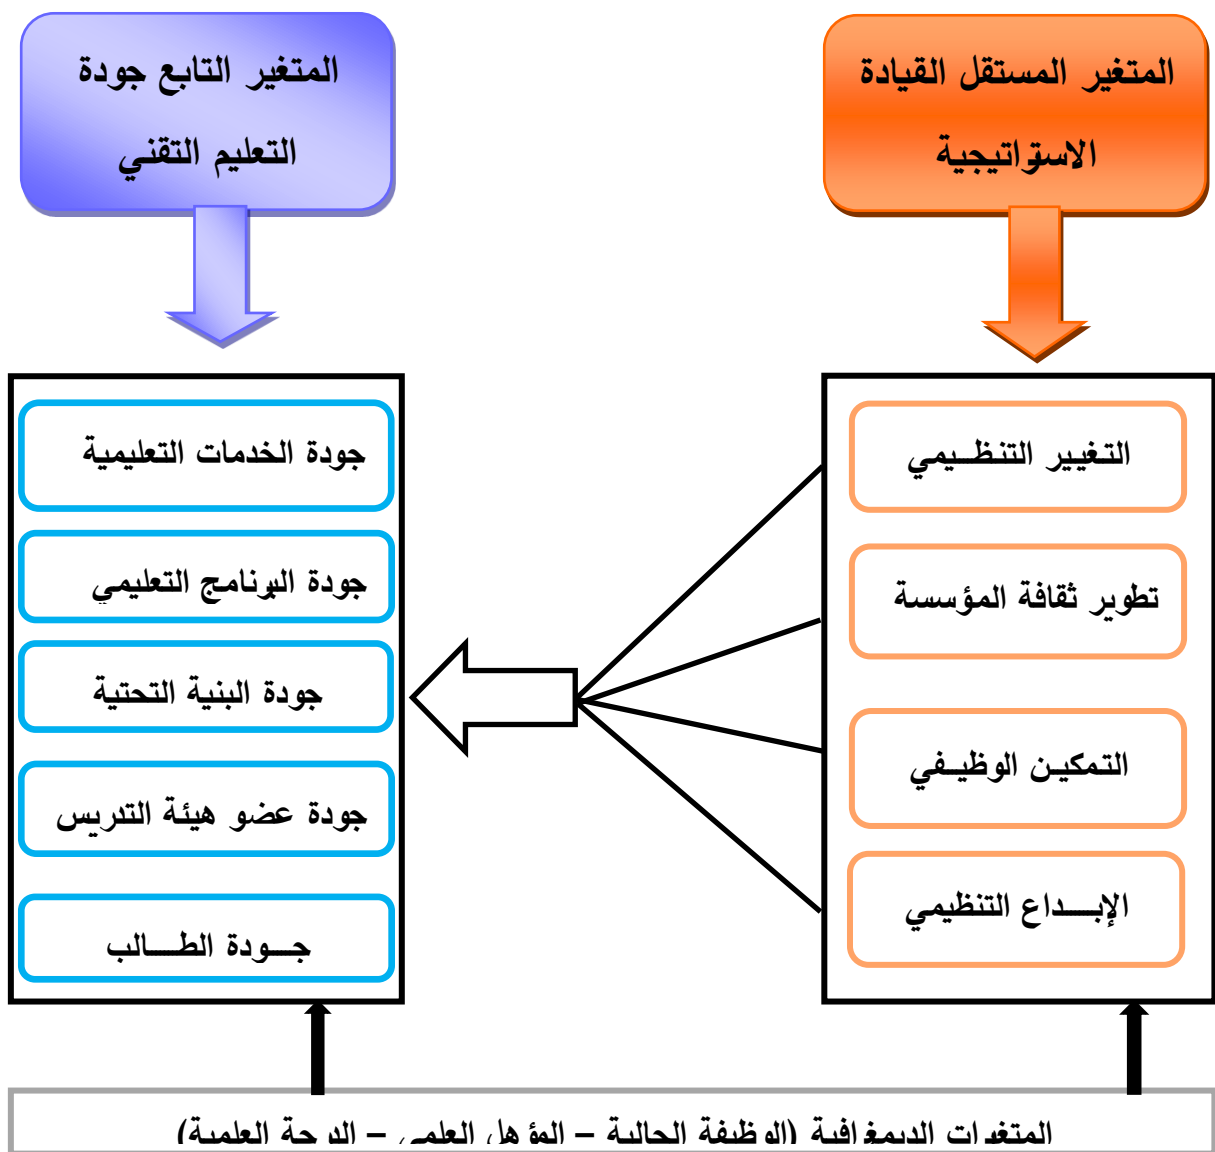 المتغير المستقل القيادة
الاستراتيجية
المتغير التابع جودة
التعليم التقني
التغيير التنظيمي
تطوير ثقافة المؤسسة
التمكين الوظيفي
الإبداع التنظيمي
جودة الخدمات التعليمية
جودة البرنامج التعليمي
جودة البنية التحتية
جودة عضو هيئة التدريس
جودة الطالب
المتغيرات الديمغرافية (الوظيفة الحالية – المؤهل العلمي – الدرجة العلمية)